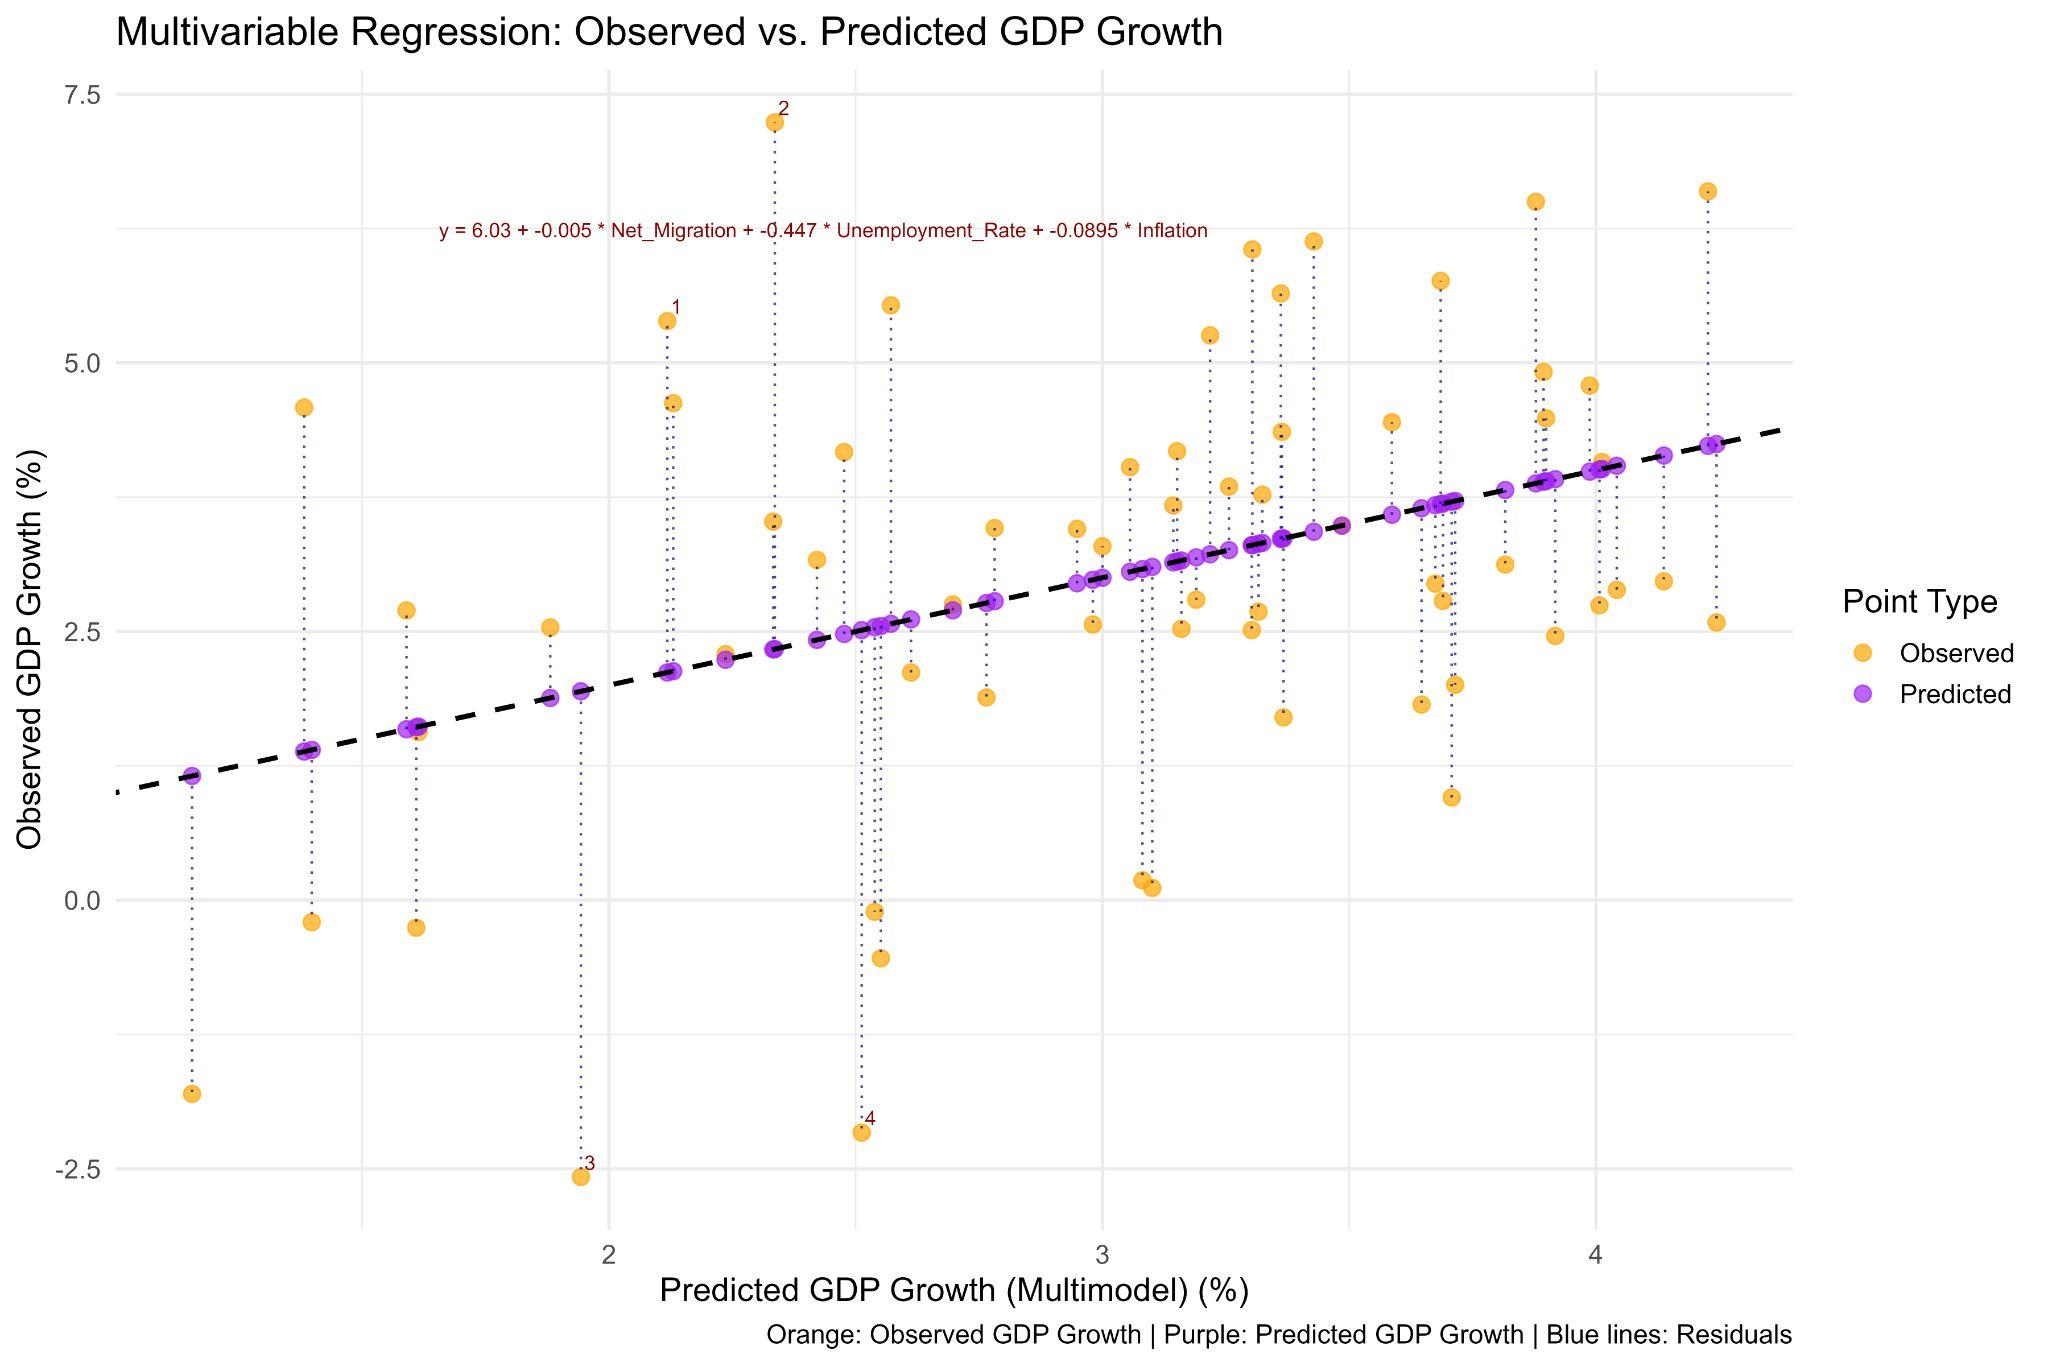 Multivariable Regression: Observed vs. Predicted GDP Growth
7.5
5.0
2.5
0.0
-2.5
Observed GDP Growth (%)
2
y = 6.03 + -0.005 * Net_Migration + -0.447 * Unemployment_Rate + -0.0895 * Inflation
1
4
3
Point Type
Observed
Predicted
2 3 4
Predicted GDP Growth (Multimodel) (%)
Orange: Observed GDP Growth | Purple: Predicted GDP Growth | Blue lines: Residuals